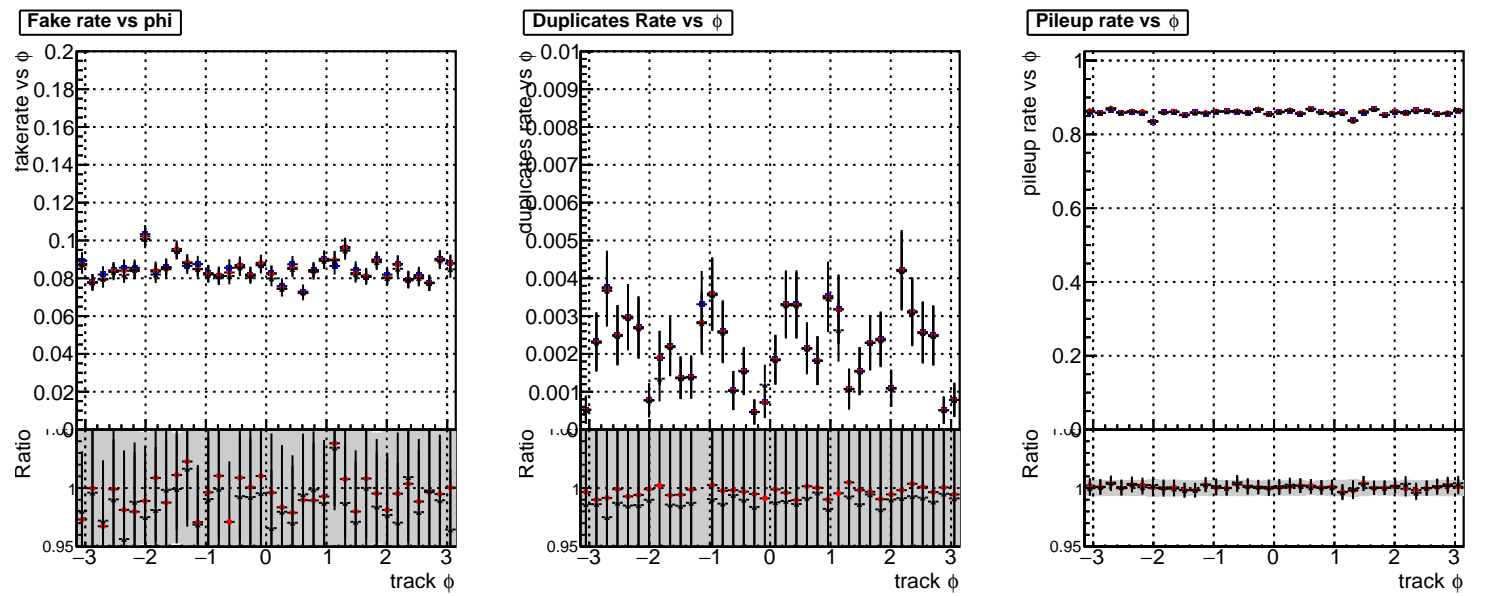 Fake rate vs phi
fakerate vs ϕ
0.2
0.18
0.16
0.14
0.12
0.1
0.08
0.06
0.04
0.02
0
Ratio
1
0.95
−3 −2 −1 0 1 2 3
track ϕ
Duplicates Rate vs ϕ
duplicates rate vs ϕ
0.01
0.009
0.008
0.007
0.006
0.005
0.004
0.003
0.002
0.001
0
Ratio
1
0.95
−3 −2 −1 0 1 2 3
track ϕ
Pileup rate vs ϕ
pileup rate vs ϕ
1
0.8
0.6
0.4
0.2
0
Ratio
1
0.95
−3 −2 −1 0 1 2 3
track ϕ